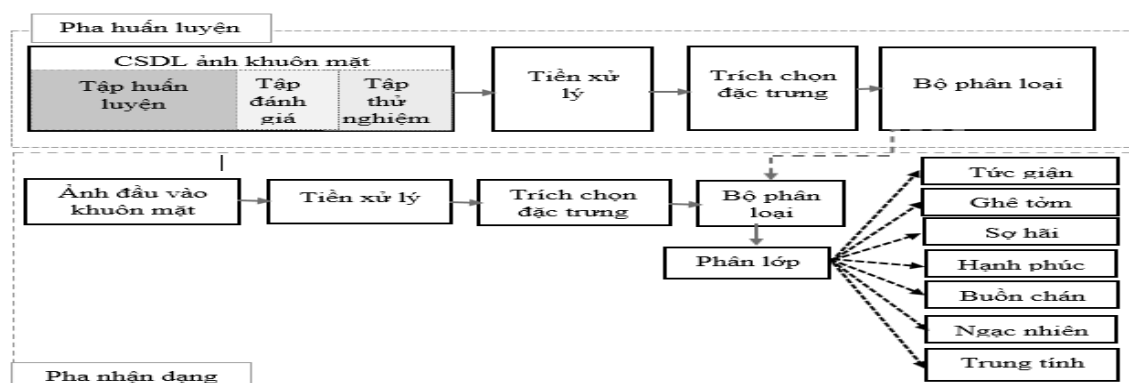 Pha huấn luyện
CSDL ảnh khuôn mặt
Tập huấn
luyện
Tập
đánh
giá
Tập
thử
nghiệm
Tiền xử
lý
Trích chọn
đặc trưng
Bộ phân loại
Ảnh đầu vào
khuôn mặt
Tiền xử lý
Trích chọn
đặc trưng
Bộ phân
loại
Phân lớp
Tức giận
Ghê tởm
Sợ hãi
Hạnh phúc
Buồn chán
Ngạc nhiên
Trung tính
Pha nhận dạng